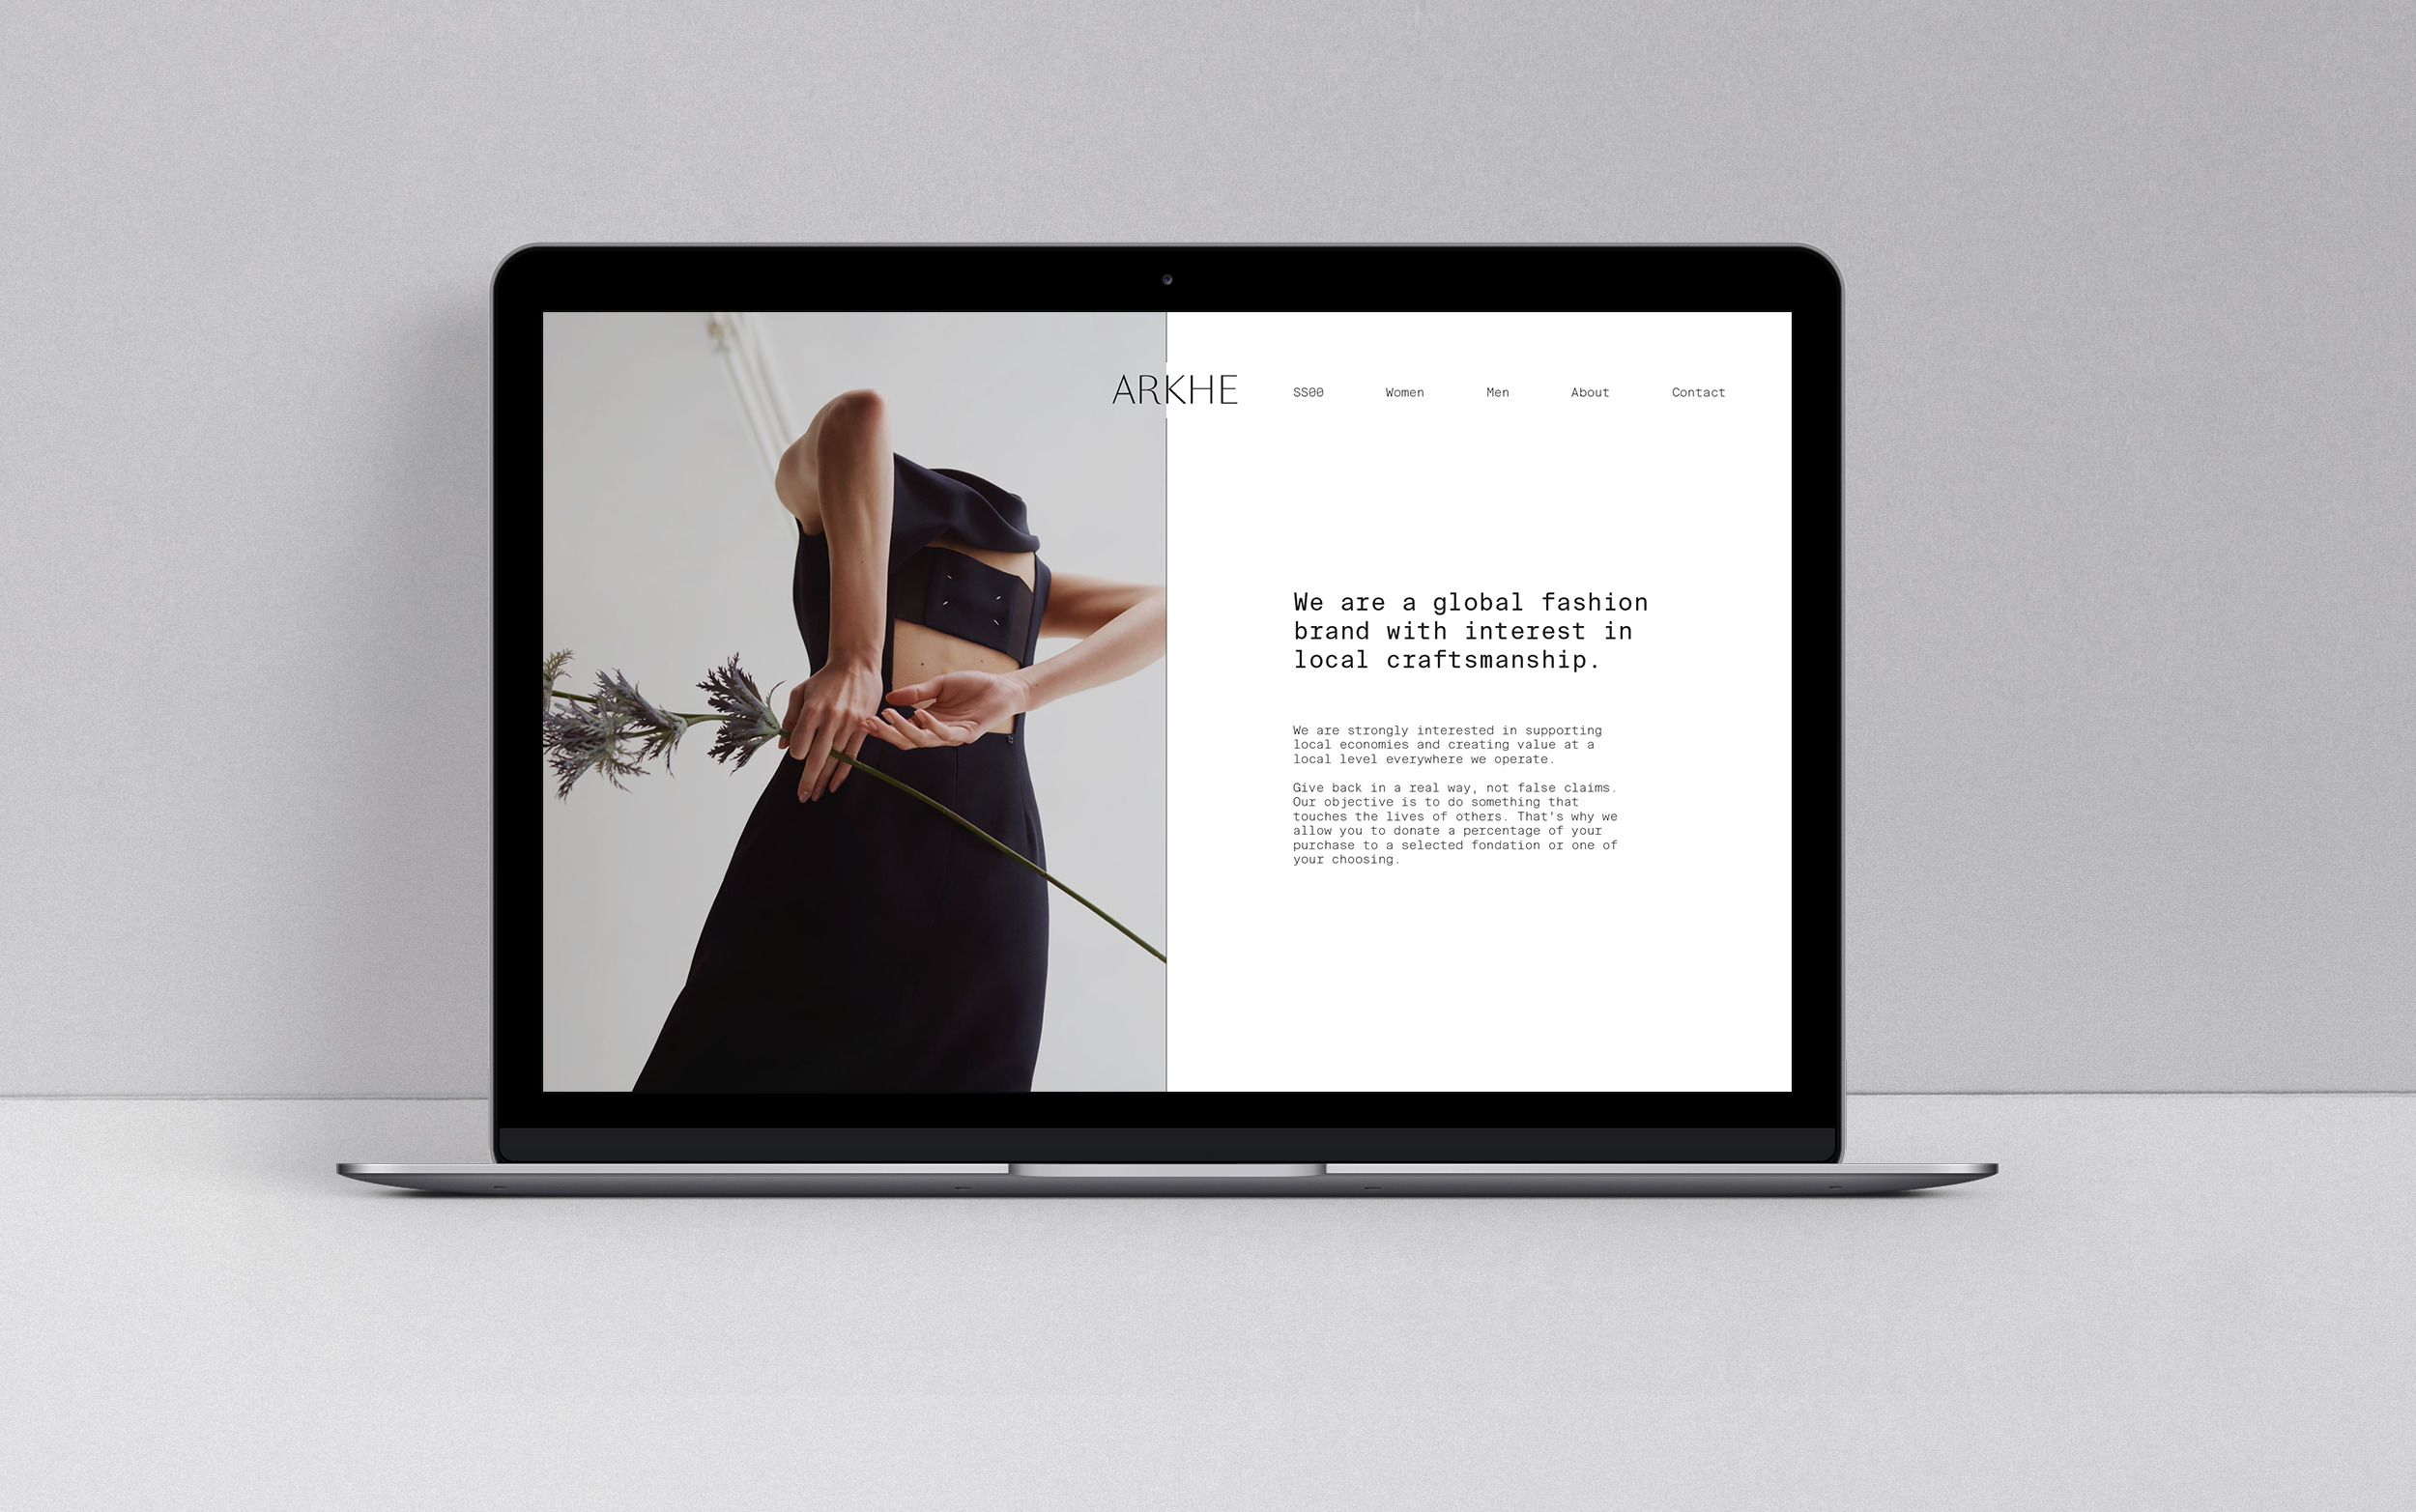 ARKHE
SS00 Women Men About Contact
We are a global fashion
brand with interest in
local craftsmanship.
We are strongly interested in supporting
local economies and creating value at a
local level everywhere we operate.
Give back in a real way, not false claims.
Our objective is to do something that
touches the lives of others. That's why we
allow you to donate a percentage of your
purchase to a selected fondation or one of
your choosing.